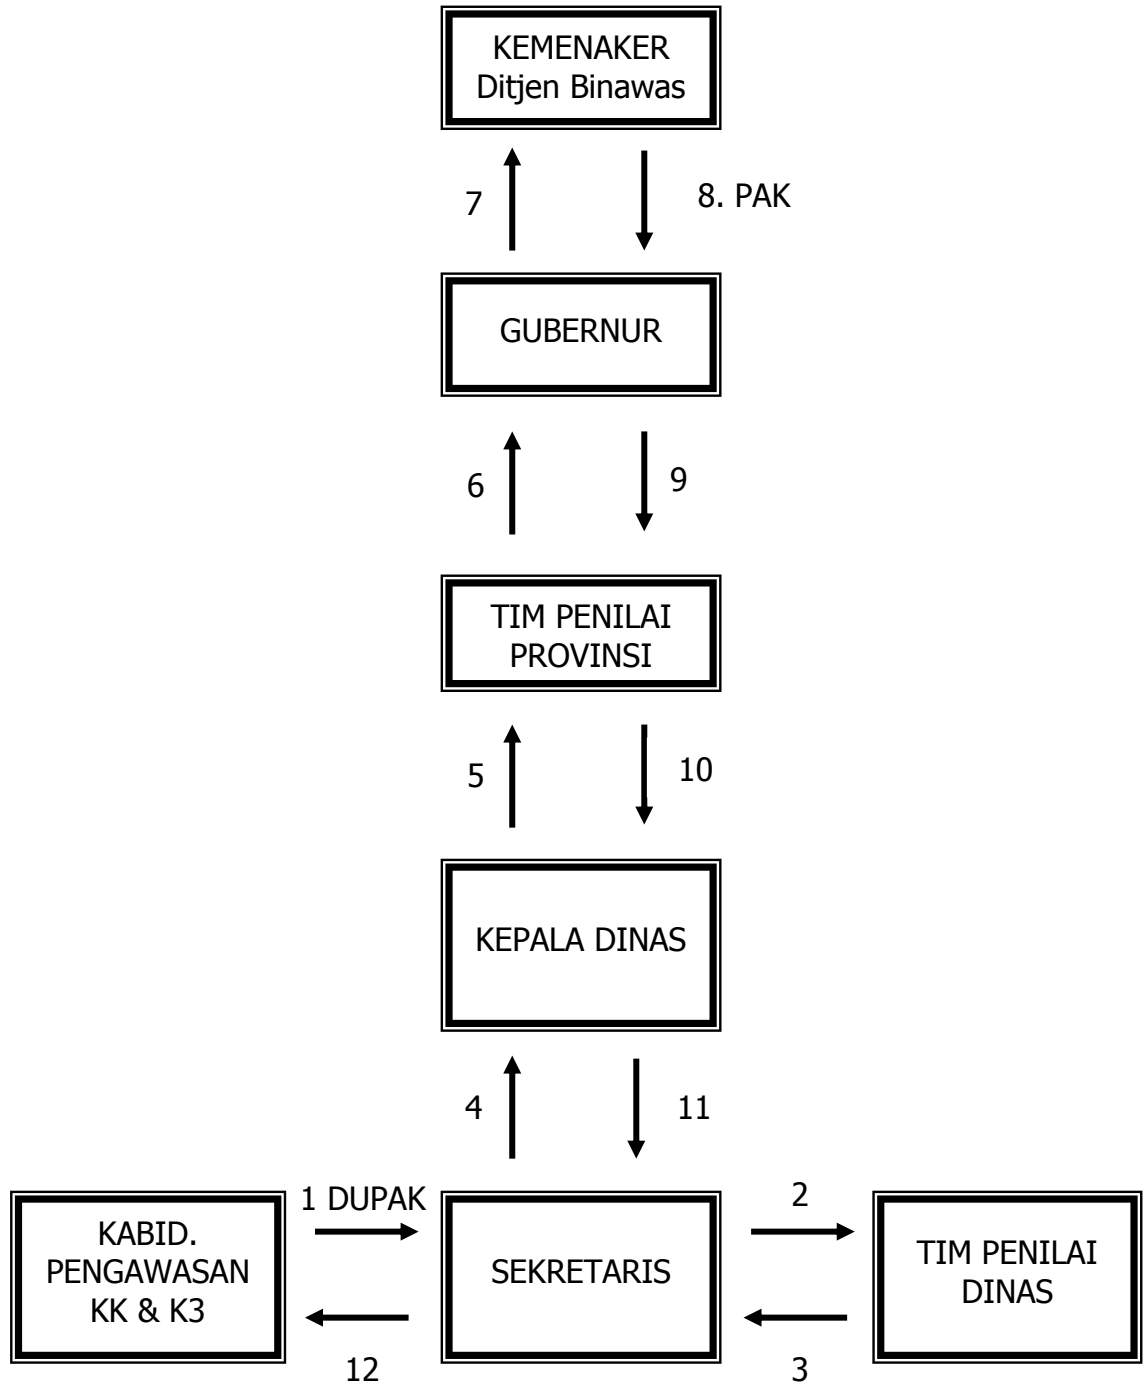 KEMENAKER
Ditjen Binawas
7
8. PAK
GUBERNUR
6
9
TIM PENILAI
PROVINSI
5
10
KEPALA DINAS
4
11
1 DUPAK
2
KABID.
PENGAWASAN
KK & K3
SEKRETARIS
TIM PENILAI
DINAS
12
3